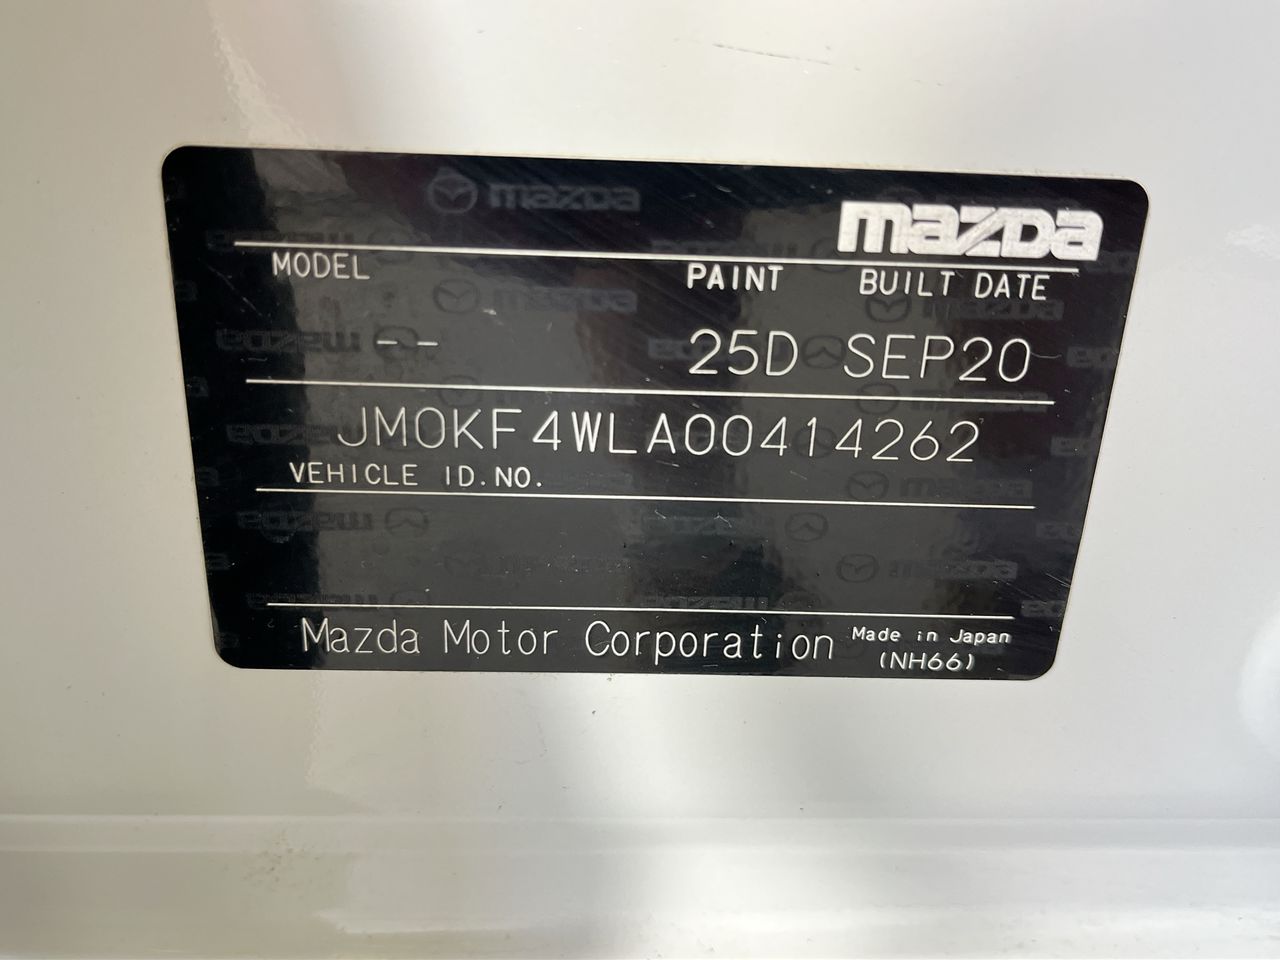 mazda
MODEL PAINT BUILT DATE
-- 25D SEP20
JM0KF4WLA00414262
VEHICLE ID.NO.
Mazda Motor Corporation Made in Japan
(NH66)